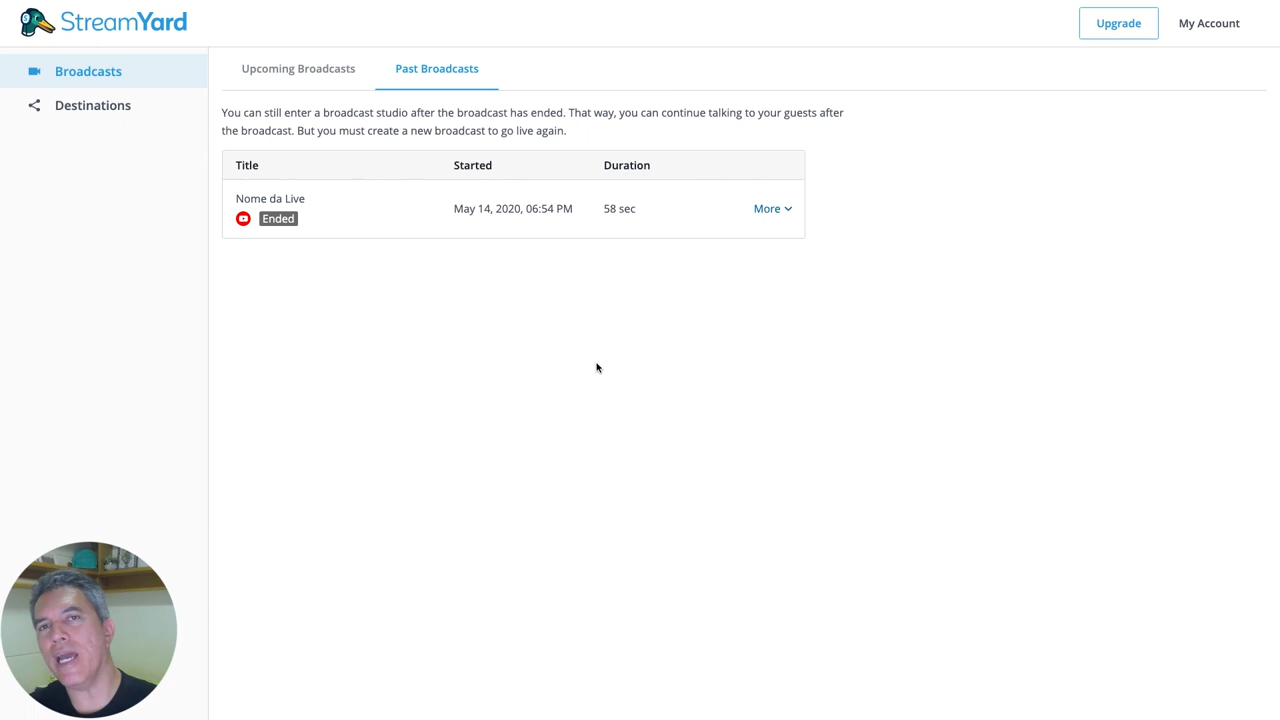 StreamYard
Upgrade
My Account
Broadcasts
Destinations
Upcoming Broadcasts
Past Broadcasts
You can still enter a broadcast studio after the broadcast has ended. That way, you can continue talking to your guests after
the broadcast. But you must create a new broadcast to go live again.
Title
Started
Duration
Nome da Live
Ended
May 14, 2020, 06:54 PM
58 sec
More